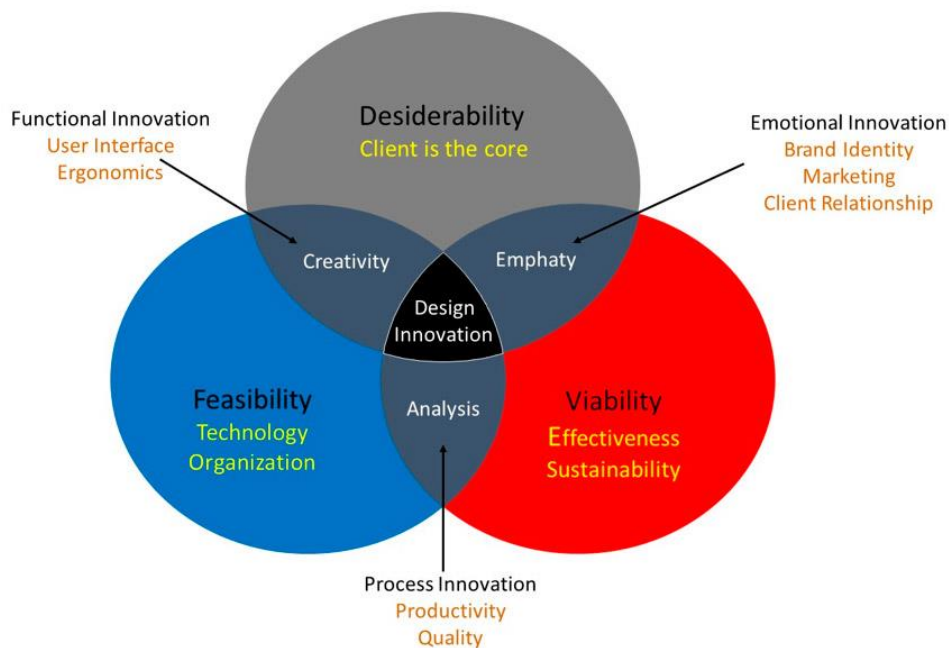 Desiderability
Client is the core
Functional Innovation
User Interface
Ergonomics
Emotional Innovation
Brand Identity
Marketing
Client Relationship
Creativity
Emphaty
Design
Innovation
Feasibility
Technology
Organization
Analysis
Viability
Effectiveness
Sustainability
Process Innovation
Productivity
Quality